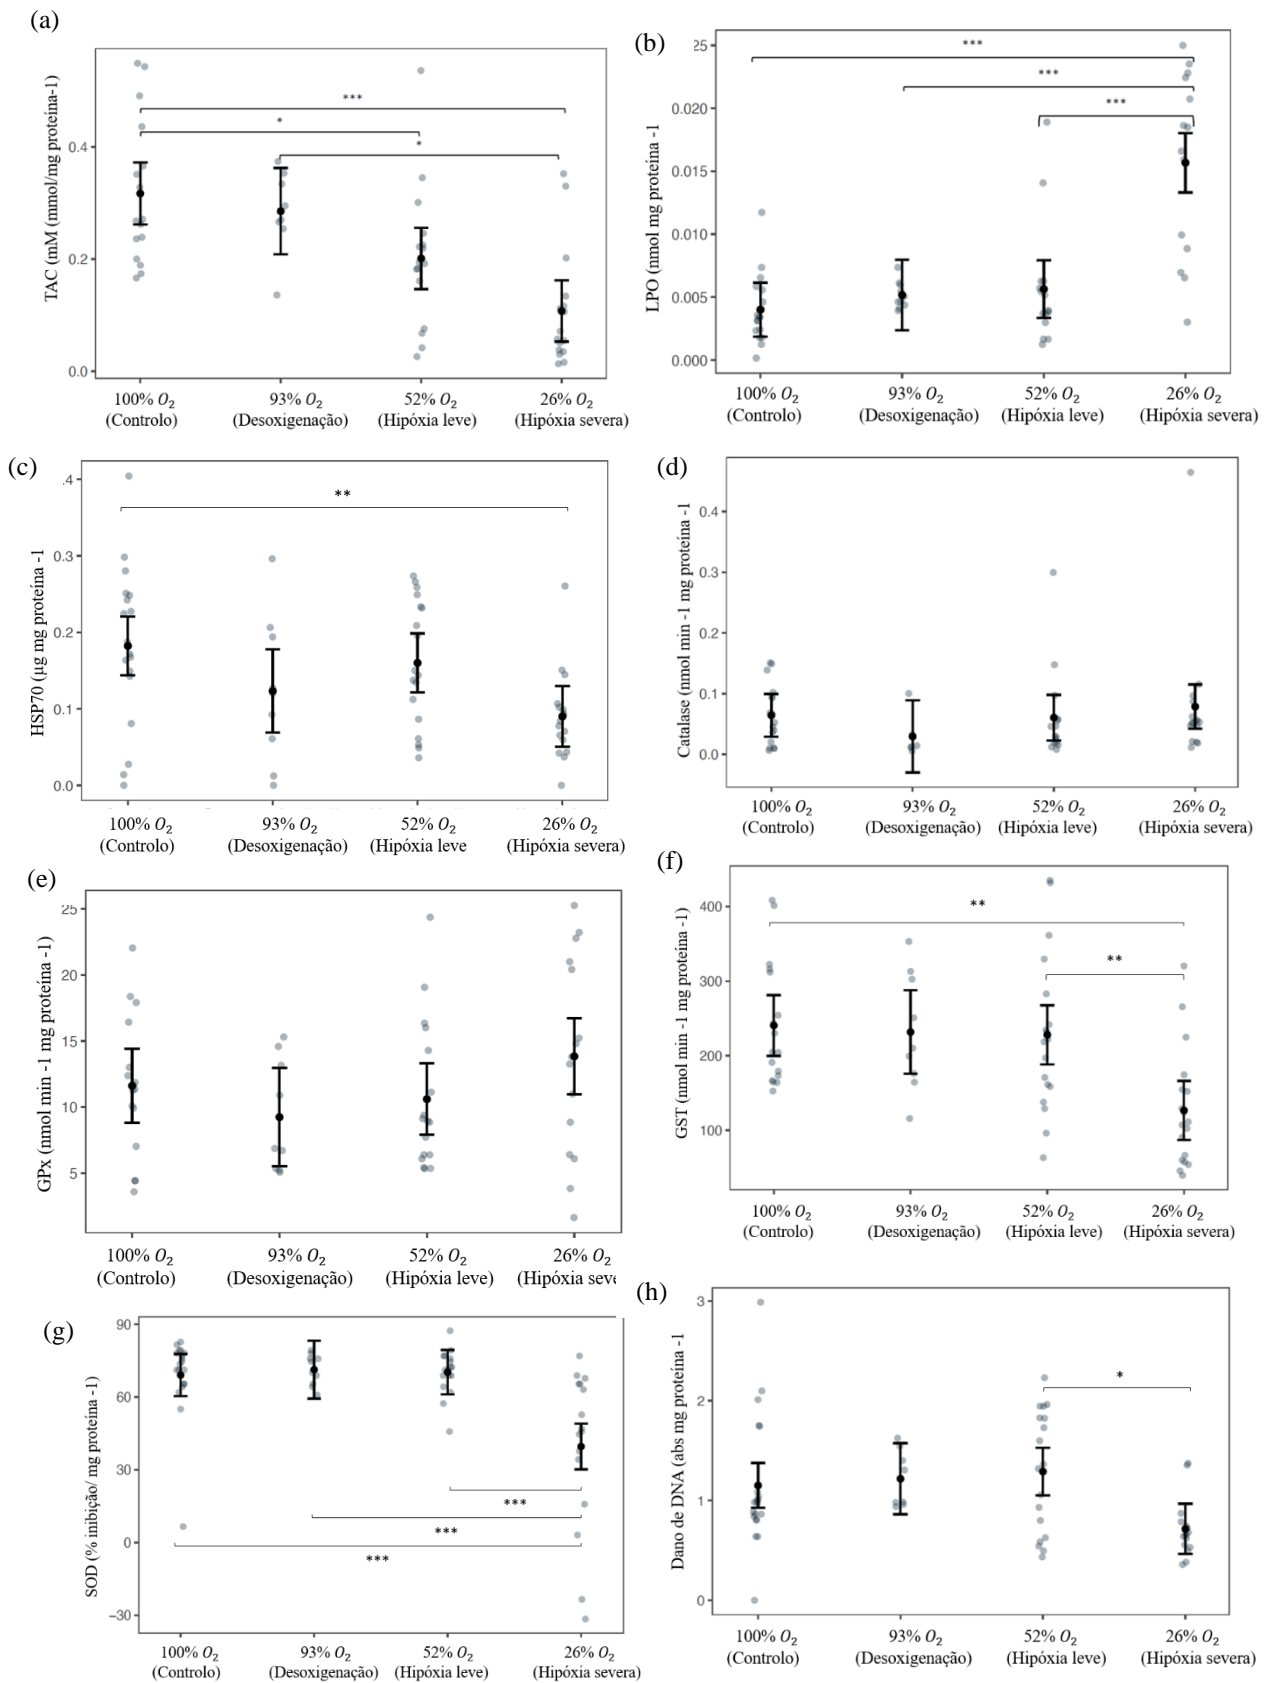 (a)
TAC (mM (mmol/mg proteína-1)
0.4
0.2
0.0
***
*
*
100% O₂
(Controlo)
93% O₂
(Desoxigenação)
52% O₂
(Hipóxia leve)
26% O₂
(Hipóxia severa)
(b)
LPO (nmol mg proteína -1)
25
0.020
0.015
0.010
0.005
0.000
***
***
***
100% O₂
(Controlo)
93% O₂
(Desoxigenação)
52% O₂
(Hipóxia leve)
26% O₂
(Hipóxia severa)
(c)
HSP70 (µg mg proteína -1
.4
0.3
0.2
0.1
0.0
**
100% O₂
(Controlo)
93% O₂
(Desoxigenação)
52% O₂
(Hipóxia leve
26% O₂
(Hipóxia severa)
(d)
Catalase (nmol min -1 mg proteína -1
0.4
0.3
0.2
0.1
0.0
100% O₂
(Controlo)
93% O₂
(Desoxigenação)
52% O₂
(Hipóxia leve)
26% O₂
(Hipóxia severa)
(e)
GPx (nmol min -1 mg proteína -1)
25
20
15
10
5
100% O₂
(Controlo)
93% O₂
(Desoxigenação)
52% O₂
(Hipóxia leve)
26% O₂
(Hipóxia seve
(f)
GST (nmol min -1 mg proteína -1)
400
300
200
100
**
**
100% O₂
(Controlo)
93% O₂
(Desoxigenação)
52% O₂
(Hipóxia leve)
26% O₂
(Hipóxia severa)
(g)
SOD (% inibição/ mg proteína -1)
90
60
30
0
−30
***
***
***
100% O₂
(Controlo)
93% O₂
(Desoxigenação)
52% O₂
(Hipóxia leve)
26% O₂
(Hipóxia severa)
(h)
Dano de DNA (abs mg proteína -1
3
2
1
0
*
100% O₂
(Controlo)
93% O₂
(Desoxigenação)
52% O₂
(Hipóxia leve)
26% O₂
(Hipóxia severa)